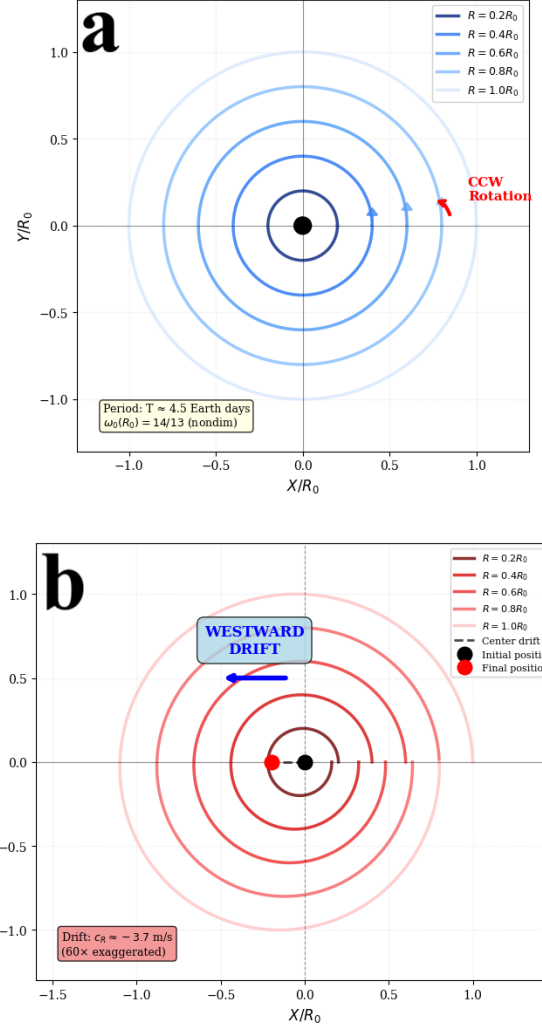 a
R = 0.2R₀
R = 0.4R₀
R = 0.6R₀
R = 0.8R₀
R = 1.0R₀
1.0
0.5
0.0
−0.5
−1.0
Y/R₀
CCW
Rotation
Period: T ≈ 4.5 Earth days
ω₀(R₀) = 14/13 (nondim)
−1.0
−0.5
0.0
0.5
1.0
X/R₀
b
R = 0.2R₀
R = 0.4R₀
R = 0.6R₀
R = 0.8R₀
R = 1.0R₀
Center drift
Initial positi
Final positio
WESTWARD
DRIFT
1.0
0.5
0.0
−0.5
−1.0
Drift: c_R ≈ −3.7 m/s
(60× exaggerated)
−1.5
−1.0
−0.5
0.0
0.5
1.0
X/R₀